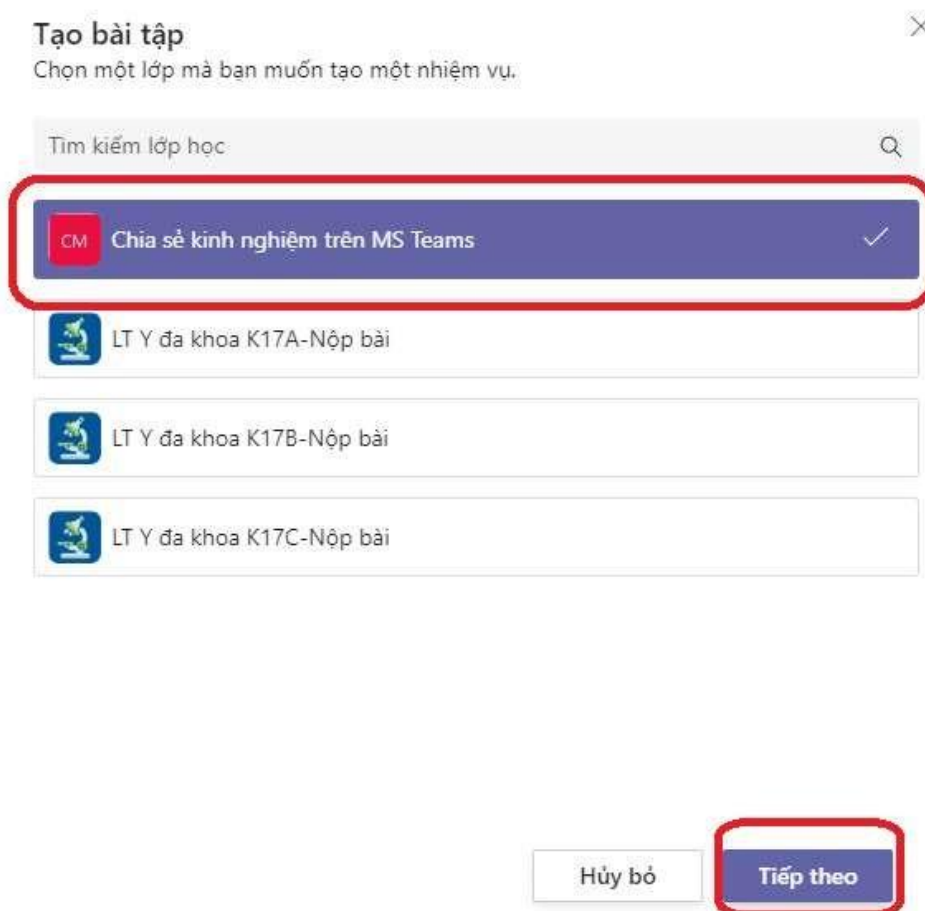 Tạo bài tập
Chọn một lớp mà bạn muốn tạo một nhiệm vụ.
Tìm kiếm lớp học
CM Chia sẻ kinh nghiệm trên MS Teams
LT Y đa khoa K17A-Nộp bài
LT Y đa khoa K17B-Nộp bài
LT Y đa khoa K17C-Nộp bài
Hủy bỏ Tiếp theo